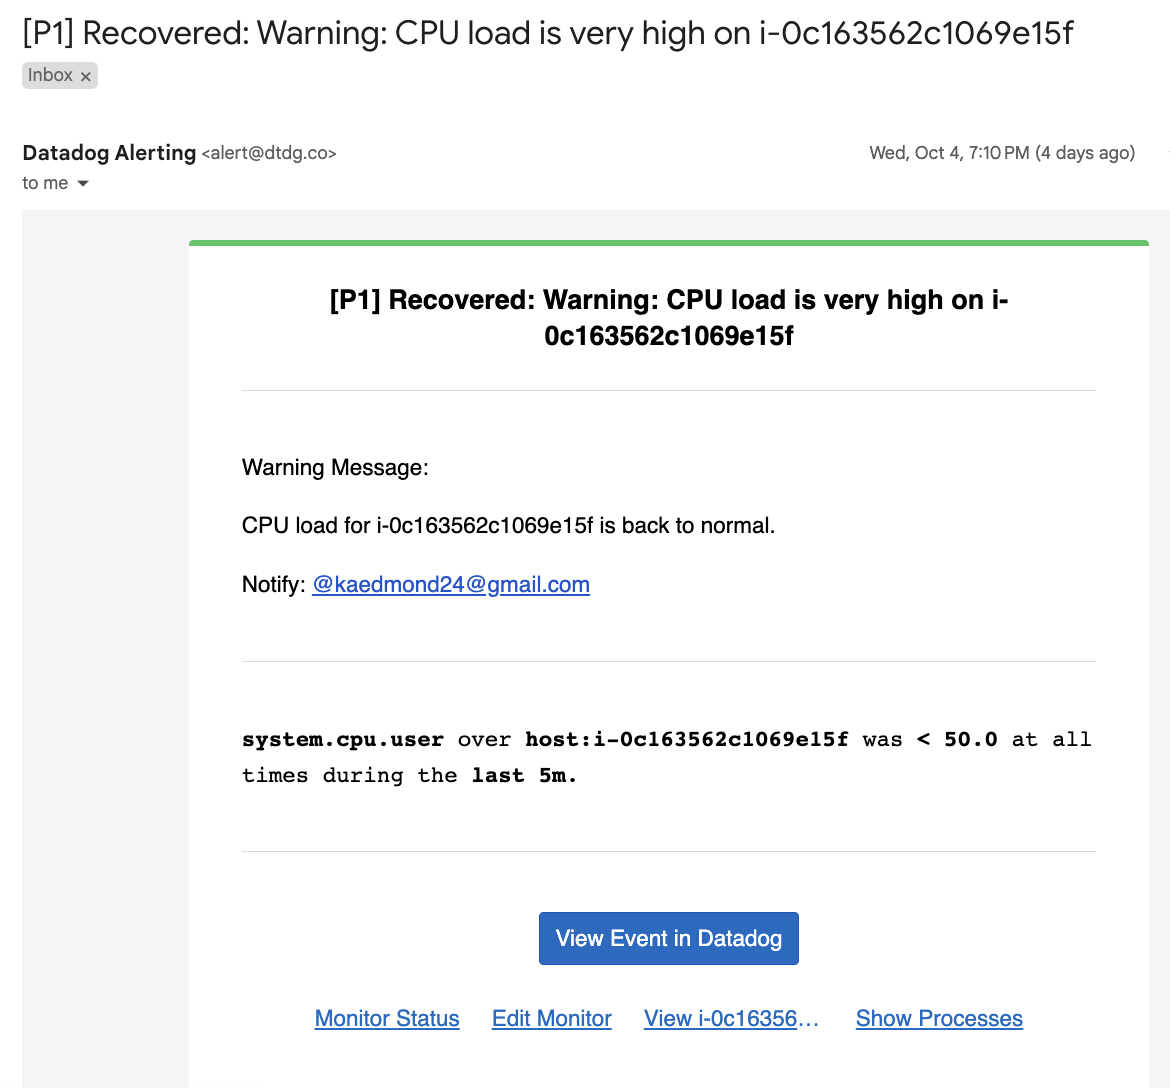 [P1] Recovered: Warning: CPU load is very high on i-0c163562c1069e15f
Inbox ×
Datadog Alerting <alert@dtdg.co>
Wed, Oct 4, 7:10 PM (4 days ago)
to me
[P1] Recovered: Warning: CPU load is very high on i-
0c163562c1069e15f
Warning Message:
CPU load for i-0c163562c1069e15f is back to normal.
Notify: @kaedmond24@gmail.com
system.cpu.user over host:i-0c163562c1069e15f was < 50.0 at all
times during the last 5m.
View Event in Datadog
Monitor Status Edit Monitor View i-0c16356... Show Processes